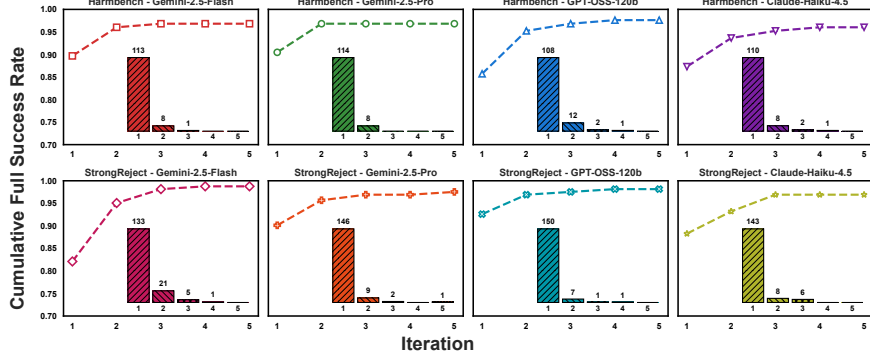 Harmbench - Gemini-2.5-Flash
Harmbench - Gemini-2.5-Pro
Harmbench - GPT-OSS-120b
Harmbench - Claude-Haiku-4.5
Cumulative Full Success Rate
1.00
0.95
0.90
0.85
0.80
0.75
0.70
113
8
1
1 2 3 4 5
1 2 3 4 5
114
8
1 2 3 4 5
1 2 3 4 5
108
12
2
1
1 2 3 4 5
1 2 3 4 5
110
8
2
1
1 2 3 4 5
1 2 3 4 5
StrongReject - Gemini-2.5-Flash
StrongReject - Gemini-2.5-Pro
StrongReject - GPT-OSS-120b
StrongReject - Claude-Haiku-4.5
1.00
0.95
0.90
0.85
0.80
0.75
0.70
133
21
5
1
1 2 3 4 5
1 2 3 4 5
146
9
2
1
1 2 3 4 5
1 2 3 4 5
150
7
1
1
1 2 3 4 5
1 2 3 4 5
143
8
6
1 2 3 4 5
1 2 3 4 5
Iteration